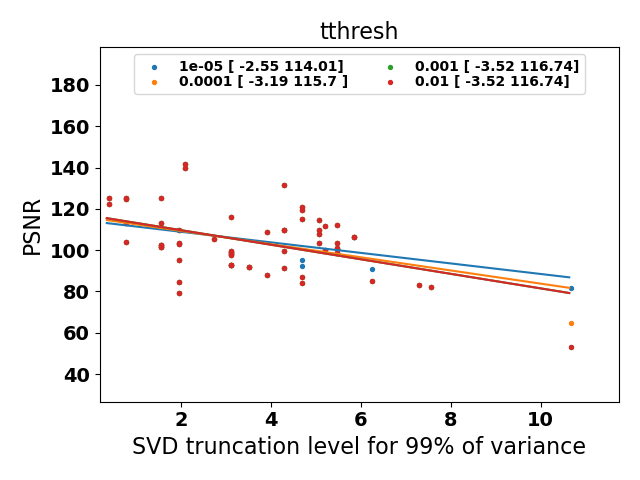 tthresh
1e-05 [ -2.55 114.01]
0.0001 [ -3.19 115.7 ]
0.001 [ -3.52 116.74]
0.01 [ -3.52 116.74]
180
160
140
120
100
80
60
40
PSNR
2 4 6 8 10
SVD truncation level for 99% of variance